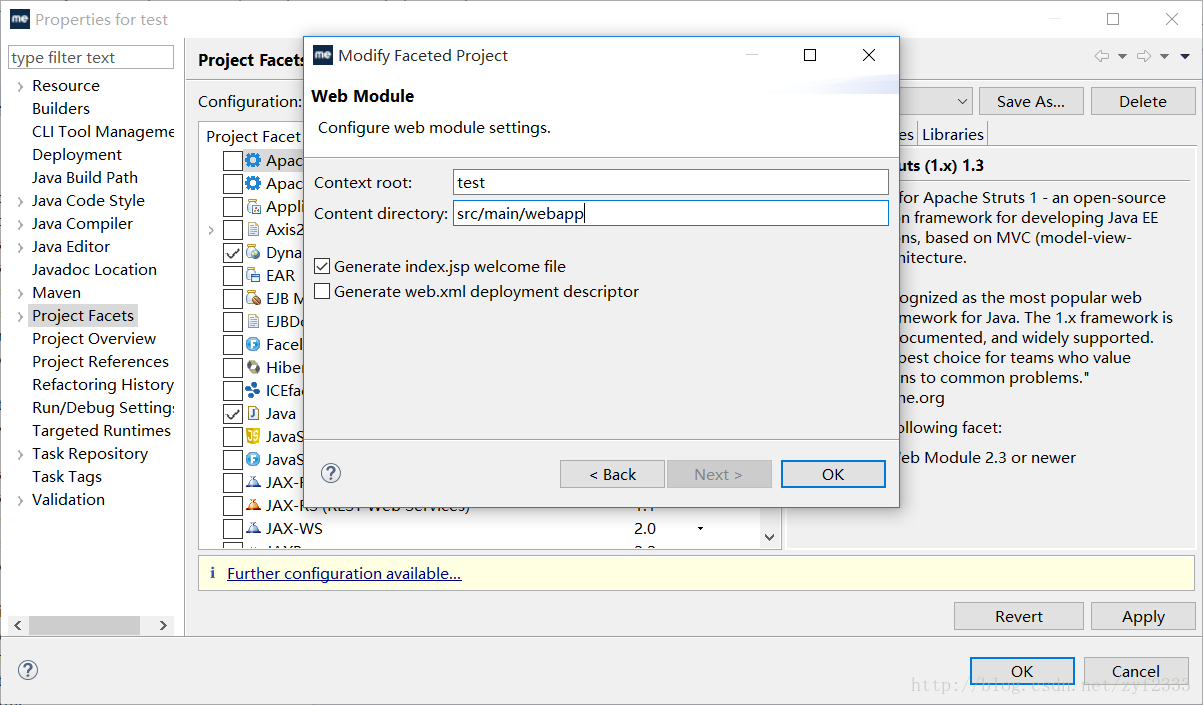 me Properties for test
type filter text
Resource
Builders
CLI Tool Manageme
Deployment
Java Build Path
Java Code Style
Java Compiler
Java Editor
Javadoc Location
Maven
Project Facets
Project Overview
Project References
Refactoring History
Run/Debug Settings
Targeted Runtimes
Task Repository
Task Tags
Validation
Project Facets
Configuration:
Save As...
Delete
Project Facet
Apac
Apac
Appli
Axis2
Dyna
EAR
EJB M
EJBDo
Facel
Hiber
ICEfac
Java
JavaS
JavaS
JAX-R
JAX-RS (REST Web Services) 1.1
JAX-WS 2.0
es Libraries
uts (1.x) 1.3
for Apache Struts 1 - an open-source
n framework for developing Java EE
ons, based on MVC (model-view-
hitecture.
ognized as the most popular web
mework for Java. The 1.x framework is
ocumented, and widely supported.
best choice for teams who value
ns to common problems."
he.org
ollowing facet:
eb Module 2.3 or newer
me Modify Faceted Project
Web Module
Configure web module settings.
Context root: test
Content directory: src/main/webapp
Generate index.jsp welcome file
Generate web.xml deployment descriptor
? < Back Next > OK
i Further configuration available...
Revert Apply
? OK Cancel
http://blog.csdn.net/zyf2333